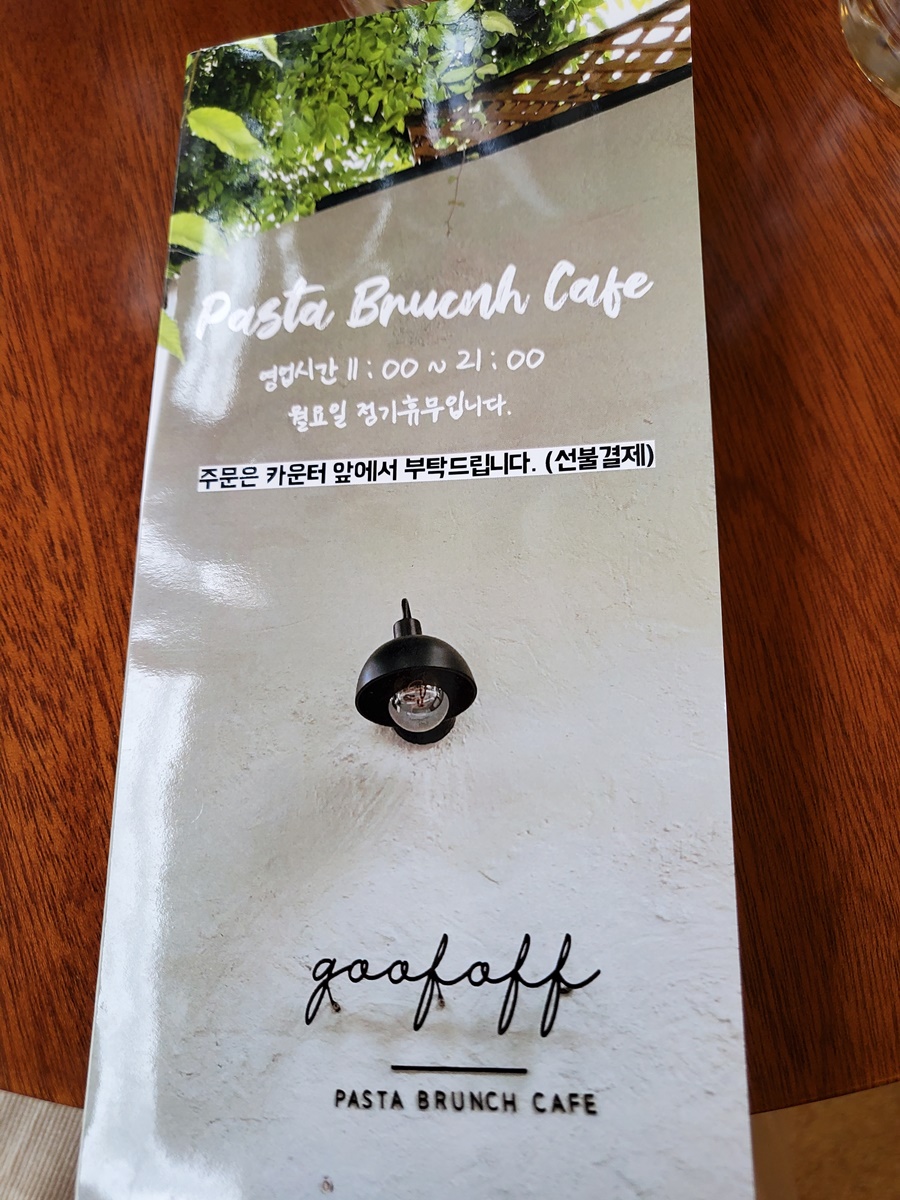 Pasta Brucnh Cafe
영업시간 11 : 00 ~ 21 : 00
월요일 정기휴무입니다.
주문은 카운터 앞에서 부탁드립니다. (선불결제)
goofoff
PASTA BRUNCH CAFE